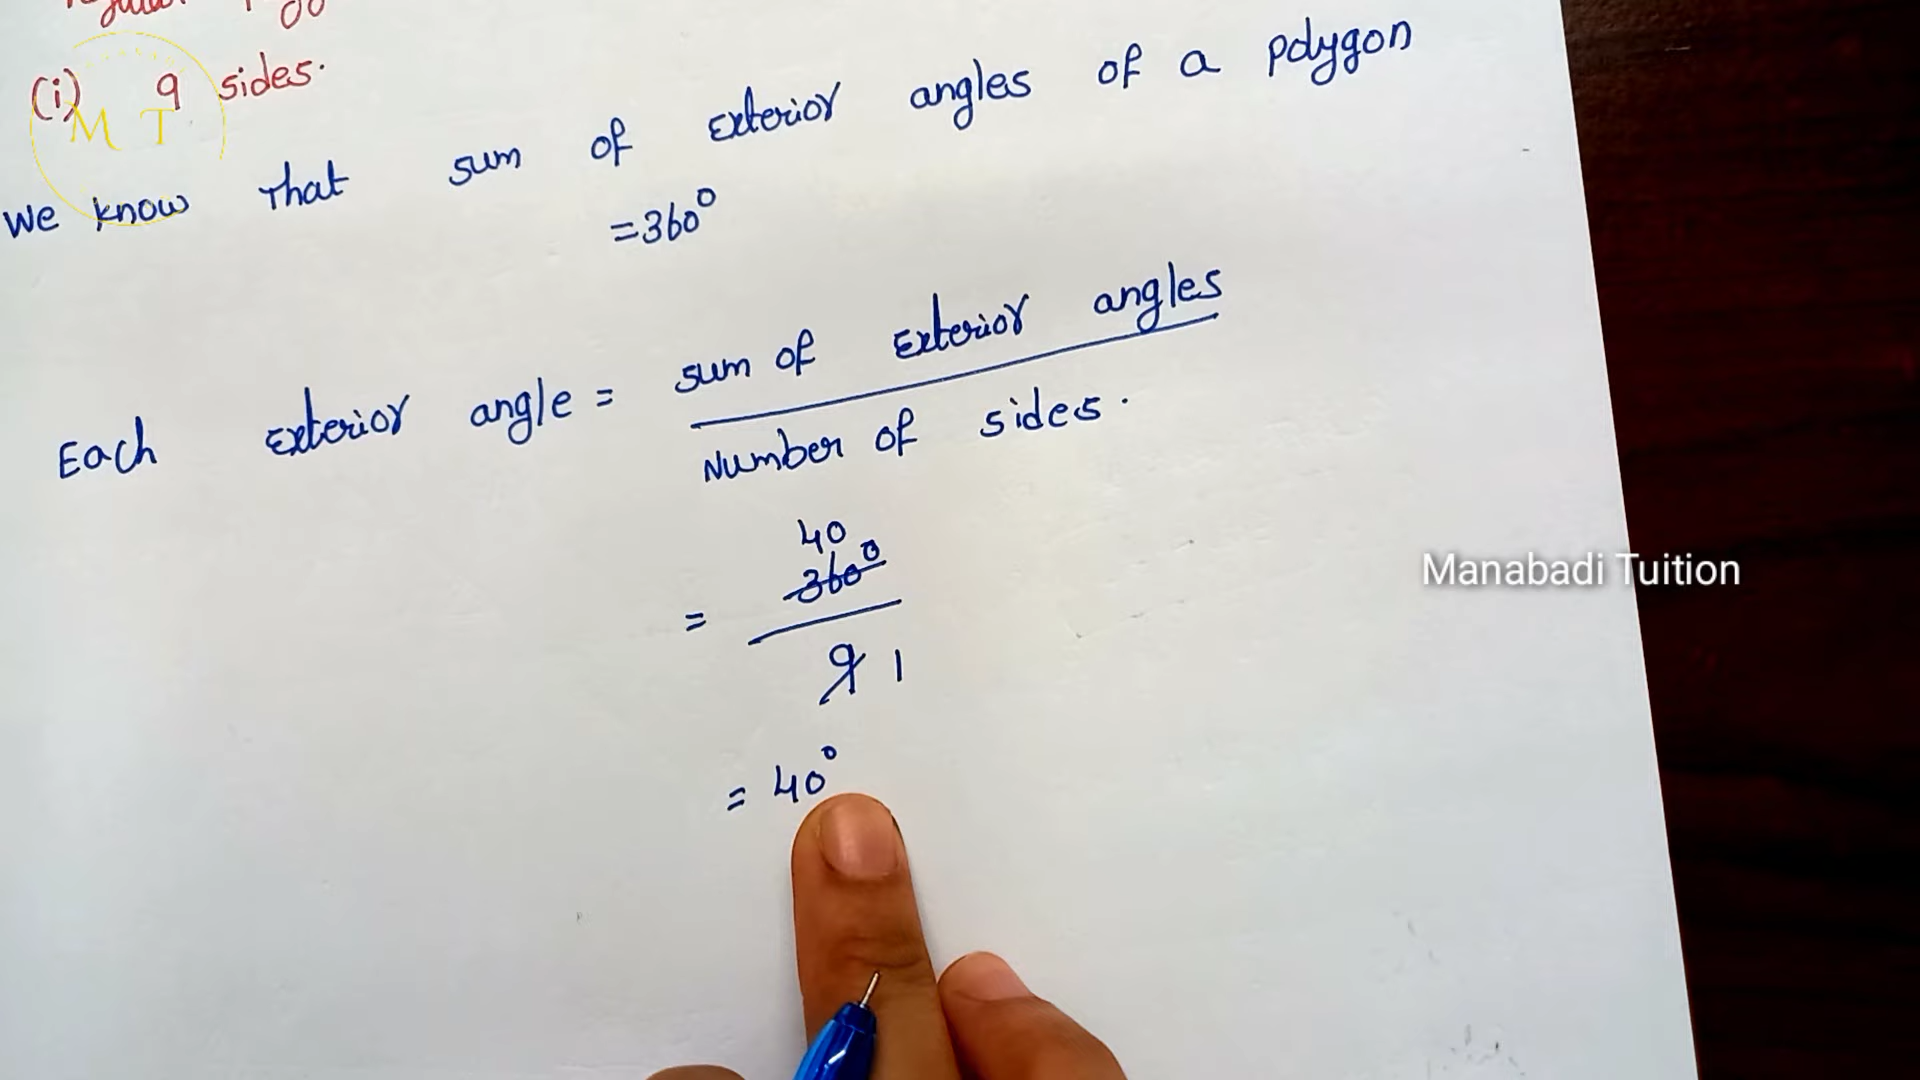 (i) 9 sides.
M T
We know that sum of exterior angles of a polygon
=360°
Each exterior angle = sum of exterior angles
Number of sides.
40
= 360°
9 1
= 40°
Manabadi Tuition